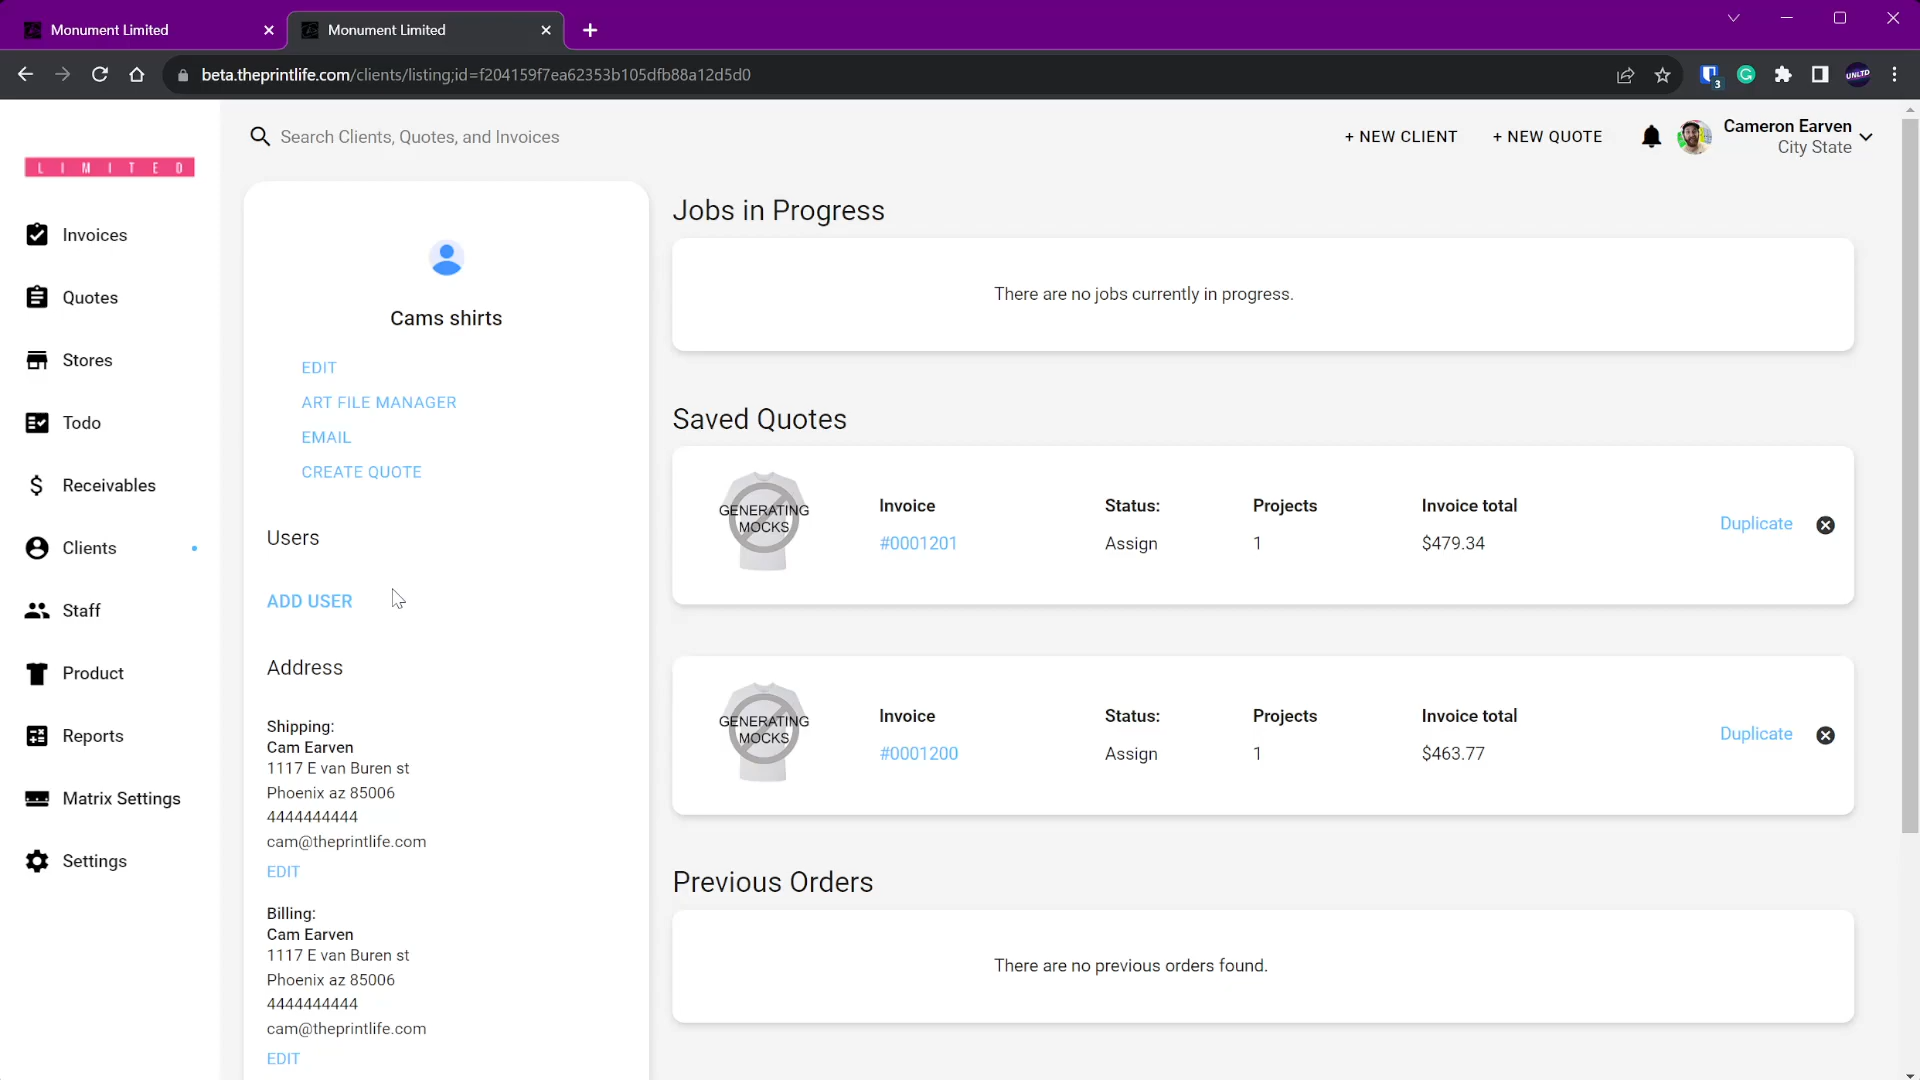 Monument Limited
Monument Limited
beta.theprintlife.com/clients/listing;id=f204159f7ea62353b105dfb88a12d5d0
3
UNLTD
LIMITED
Search Clients, Quotes, and Invoices
+ NEW CLIENT
+ NEW QUOTE
Cameron Earven
City State
Invoices
Quotes
Stores
Todo
Receivables
Clients
Staff
Product
Reports
Matrix Settings
Settings
Cams shirts
EDIT
ART FILE MANAGER
EMAIL
CREATE QUOTE
Users
ADD USER
Address
Shipping:
Cam Earven
1117 E van Buren st
Phoenix az 85006
4444444444
cam@theprintlife.com
EDIT
Billing:
Cam Earven
1117 E van Buren st
Phoenix az 85006
4444444444
cam@theprintlife.com
EDIT
Jobs in Progress
There are no jobs currently in progress.
Saved Quotes
GENERATING
MOCKS
Invoice
#0001201
Status:
Assign
Projects
1
Invoice total
$479.34
Duplicate
GENERATING
MOCKS
Invoice
#0001200
Status:
Assign
Projects
1
Invoice total
$463.77
Duplicate
Previous Orders
There are no previous orders found.